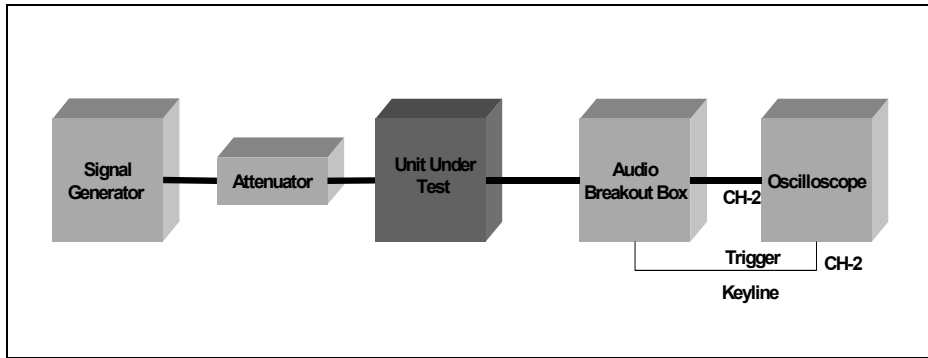 Signal
Generator
Attenuator
Unit Under
Test
Audio
Breakout Box
CH-2
Oscilloscope
Trigger
CH-2
Keyline